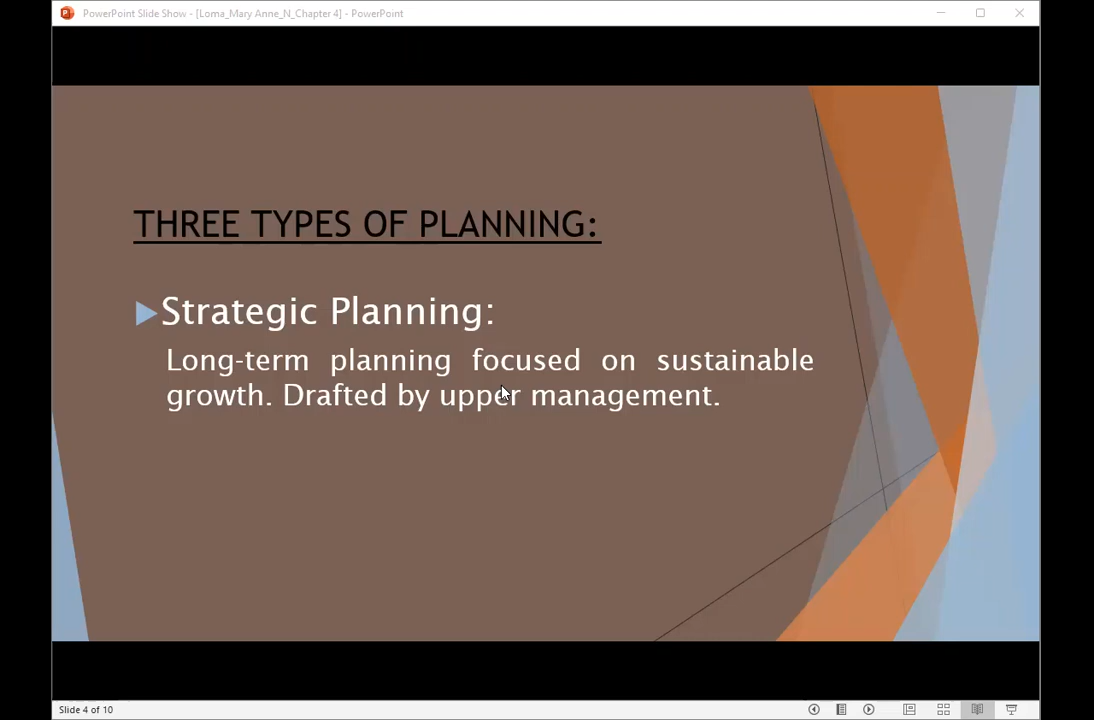 PowerPoint Slide Show - [Loma_Mary Anne_N_Chapter 4] - PowerPoint
THREE TYPES OF PLANNING:
Strategic Planning:
Long-term planning focused on sustainable
growth. Drafted by upper management.
Slide 4 of 10